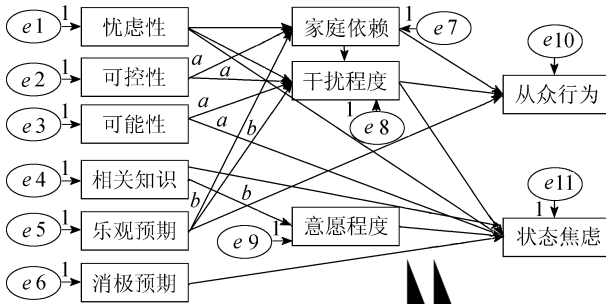 e1 1 忧虑性 家庭依赖 1 e7
e10
e2 1 可控性 a a 干扰程度 从众行为
e3 1 可能性 a a b 1 e8
e4 1 相关知识 b b e11
e5 1 乐观预期 e9 1 意愿程度 1 状态焦虑
e6 1 消极预期